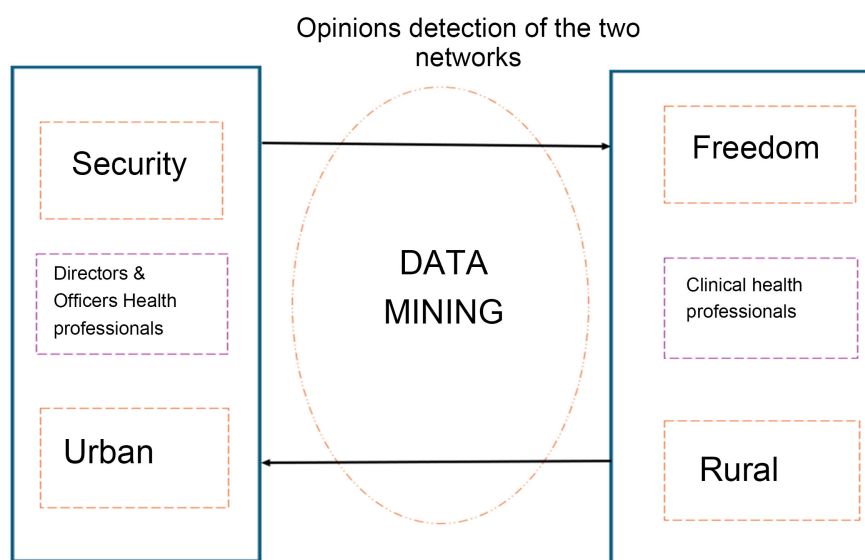 Opinions detection of the two
networks
Security
Directors &
Officers Health
professionals
Urban
DATA
MINING
Freedom
Clinical health
professionals
Rural